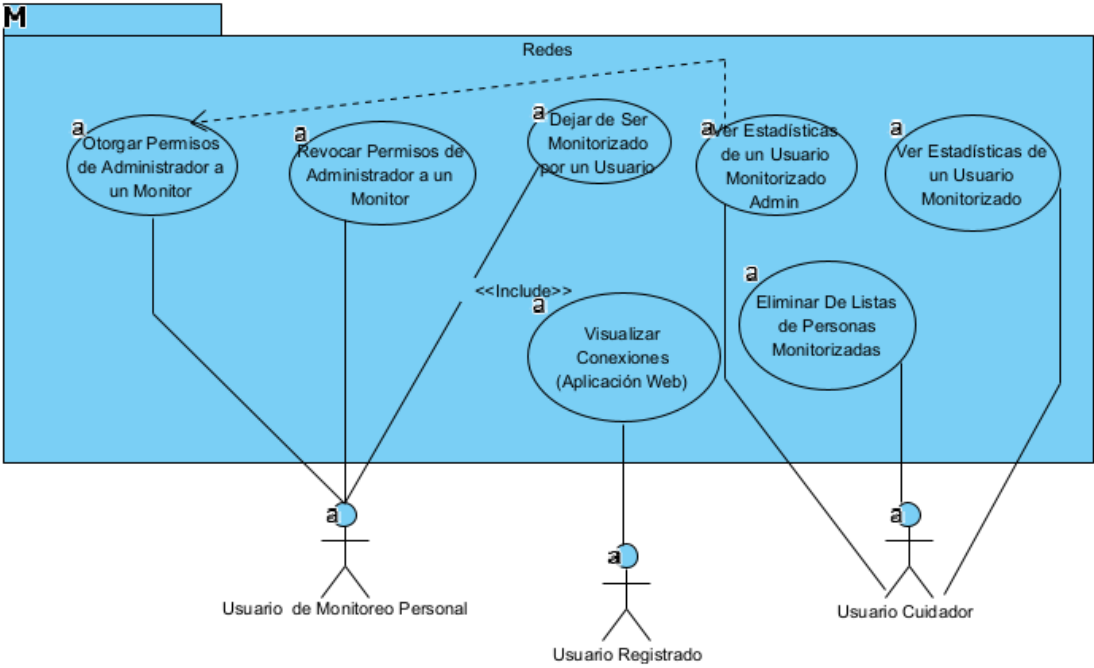 M
Redes
a
Otorgar Permisos
de Administrador a
un Monitor
a
Revocar Permisos de
Administrador a un
Monitor
a
Dejar de Ser
Monitorizado
por un Usuario
a
Ver Estadísticas
de un Usuario
Monitorizado
Admin
a
Ver Estadísticas de
un Usuario
Monitorizado
<<Include>>
a
Visualizar
Conexiones
(Aplicación Web)
a
Eliminar De Listas
de Personas
Monitorizadas
a
Usuario de Monitoreo Personal
a
Usuario Registrado
a
Usuario Cuidador